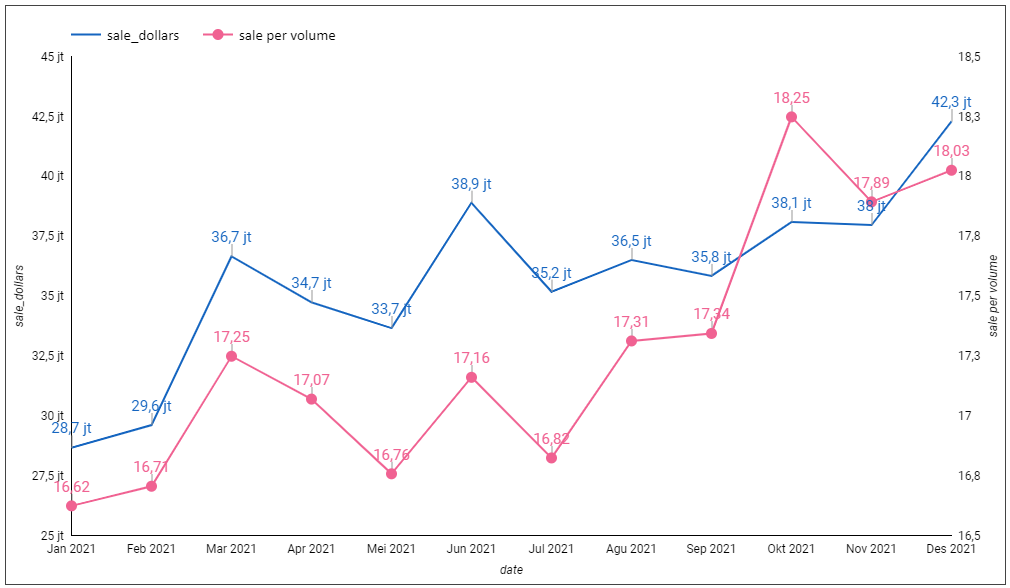 sale_dollars sale per volume
45 jt
42,5 jt
40 jt
37,5 jt
35 jt
32,5 jt
30 jt
27,5 jt
25 jt
sale_dollars
28,7 jt
29,6 jt
36,7 jt
34,7 jt
33,7 jt
38,9 jt
35,2 jt
36,5 jt
35,8 jt
38,1 jt
38 jt
42,3 jt
16,62
16,71
17,25
17,07
16,76
17,16
16,82
17,31
17,34
18,25
17,89
18,03
18,5
18,3
18
17,8
17,5
17,3
17
16,8
16,5
sale per volume
Jan 2021 Feb 2021 Mar 2021 Apr 2021 Mei 2021 Jun 2021 Jul 2021 Agu 2021 Sep 2021 Okt 2021 Nov 2021 Des 2021
date